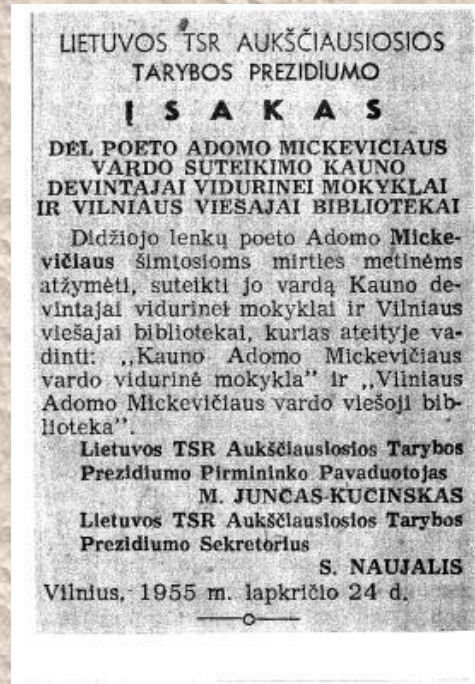 LIETUVOS TSR AUKŠČIAUSIOSIOS
TARYBOS PREZIDIUMO
ĮSAKAS
DĖL POETO ADOMO MICKEVIČIAUS
VARDO SUTEIKIMO KAUNO
DEVINTAJAI VIDURINEI MOKYKLAI
IR VILNIAUS VIEŠAJAI BIBLIOTEKAI
Didžiojo lenkų poeto Adomo Micke-
vičiaus šimtosioms mirties metinėms
atžymėti, suteikti jo vardą Kauno de-
vintajai vidurinei mokyklai ir Vilniaus
viešajai bibliotekai, kurias ateityje va-
dinti: „Kauno Adomo Mickevičiaus
vardo vidurinė mokykla" ir „Vilniaus
Adomo Mickevičiaus vardo viešoji bib-
lioteka".
Lietuvos TSR Aukščiausiosios Tarybos
Prezidiumo Pirmininko Pavaduotojas
M. JUNČAS-KUČINSKAS
Lietuvos TSR Aukščiausiosios Tarybos
Prezidiumo Sekretorius
S. NAUJALIS
Vilnius, 1955 m. lapkričio 24 d.